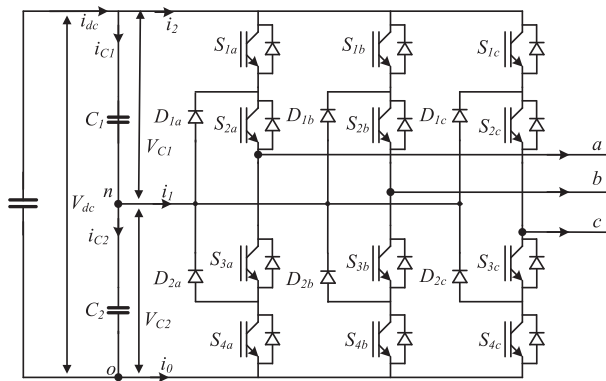 i_dc i_2
i_C1 S_1a S_1b S_1c
C_1 V_C1 D_1a S_2a D_1b S_2b D_1c S_2c
a
V_dc n i_1 b
i_C2 c
D_2a S_3a D_2b S_3b D_2c S_3c
C_2 V_C2 S_4a S_4b S_4c
o i_0